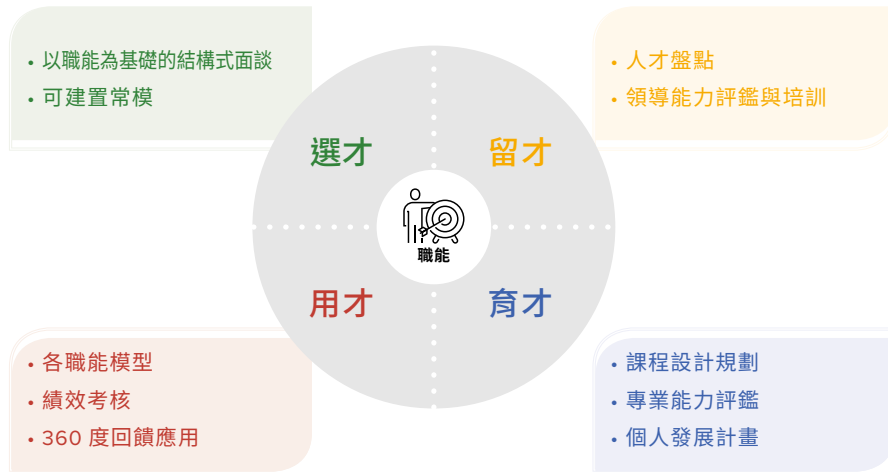 • 以職能為基礎的結構式面談
• 可建置常模
• 人才盤點
• 領導能力評鑑與培訓
選才
留才
職能
用才
育才
• 各職能模型
• 績效考核
• 360 度回饋應用
• 課程設計規劃
• 專業能力評鑑
• 個人發展計畫